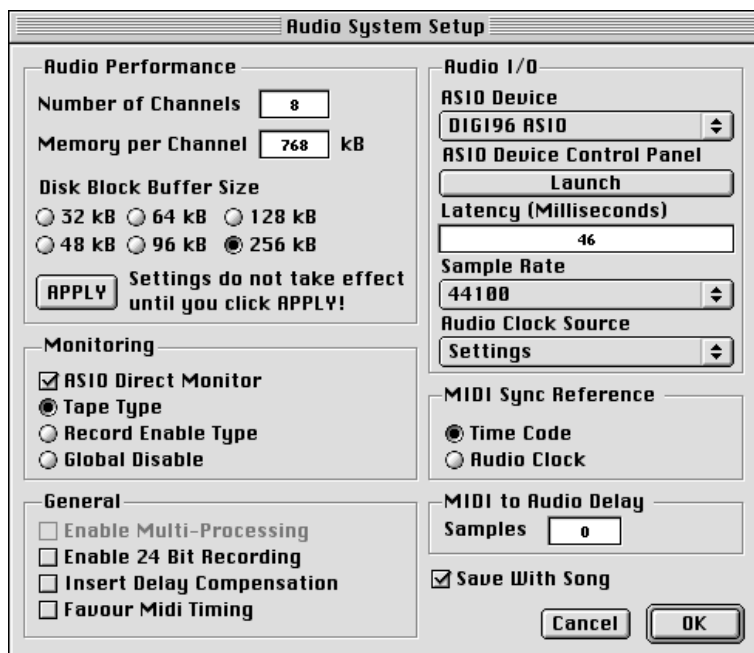 Audio System Setup
Audio Performance
Number of Channels 8
Memory per Channel 768 kB
Disk Block Buffer Size
32 kB 64 kB 128 kB
48 kB 96 kB 256 kB
APPLY
Settings do not take effect
until you click APPLY!
Monitoring
ASIO Direct Monitor
Tape Type
Record Enable Type
Global Disable
General
Enable Multi-Processing
Enable 24 Bit Recording
Insert Delay Compensation
Favour Midi Timing
Audio I/O
ASIO Device
DIGI96 ASIO
ASIO Device Control Panel
Launch
Latency (Milliseconds)
46
Sample Rate
44100
Audio Clock Source
Settings
MIDI Sync Reference
Time Code
Audio Clock
MIDI to Audio Delay
Samples 0
Save With Song
Cancel OK